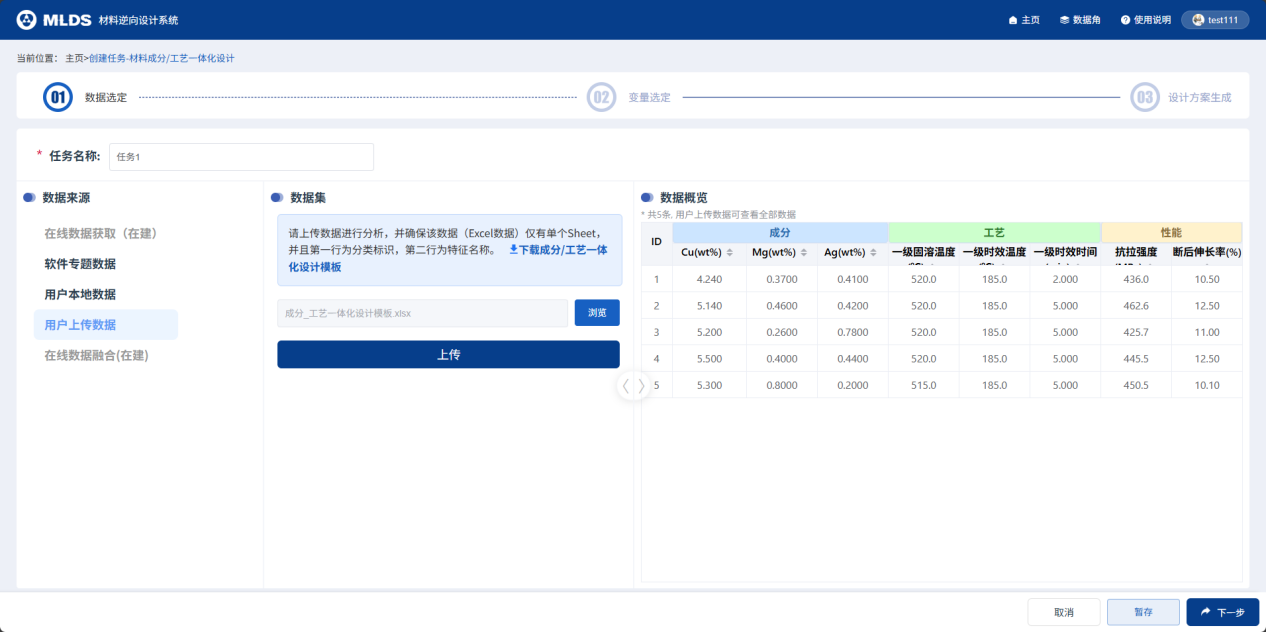 MLDS 材料逆向设计系统
主页 数据角 使用说明 test111
当前位置： 主页>创建任务-材料成分/工艺一体化设计
01 数据选定 02 变量选定 03 设计方案生成
* 任务名称: 任务1
数据来源
在线数据获取（在建）
软件专题数据
用户本地数据
用户上传数据
在线数据融合(在建)
数据集
请上传数据进行分析，并确保该数据（Excel数据）仅有单个Sheet，
并且第一行为分类标识，第二行为特征名称。 下载成分/工艺一体
化设计模板
成分_工艺一体化设计模板.xlsx 浏览
上传
数据概览
* 共5条, 用户上传数据可查看全部数据
ID 成分 工艺 性能
Cu(wt%) Mg(wt%) Ag(wt%) 一级固溶温度 一级时效温度 一级时效时间 抗拉强度 断后伸长率(%)
1 4.240 0.3700 0.4100 520.0 185.0 2.000 436.0 10.50
2 5.140 0.4600 0.4200 520.0 185.0 5.000 462.6 12.50
3 5.200 0.2600 0.7800 520.0 185.0 5.000 425.7 11.00
4 5.500 0.4000 0.4400 520.0 185.0 5.000 445.5 12.50
5 5.300 0.8000 0.2000 515.0 185.0 5.000 450.5 10.10
取消 暂存 下一步